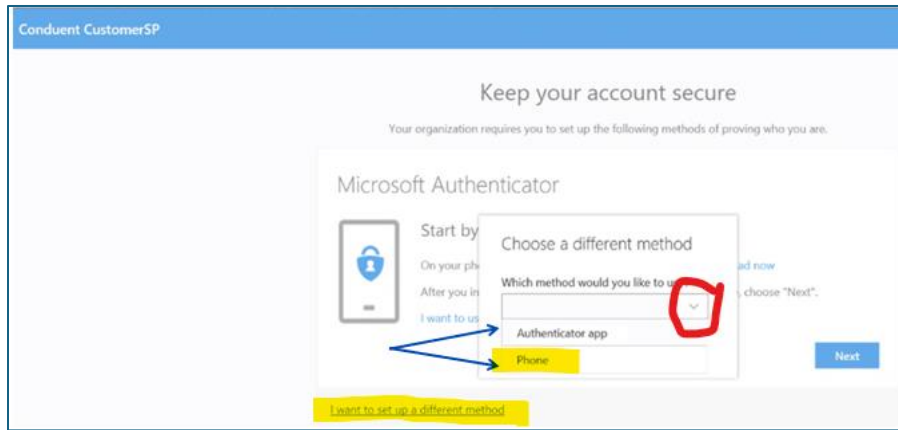 Conduent CustomerSP
Keep your account secure
Your organization requires you to set up the following methods of proving who you are.
Microsoft Authenticator
Start by
Choose a different method
On your ph
ad now
Which method would you like to u
After you in
, choose "Next".
I want to us
Authenticator app
Phone
Next
I want to set up a different method